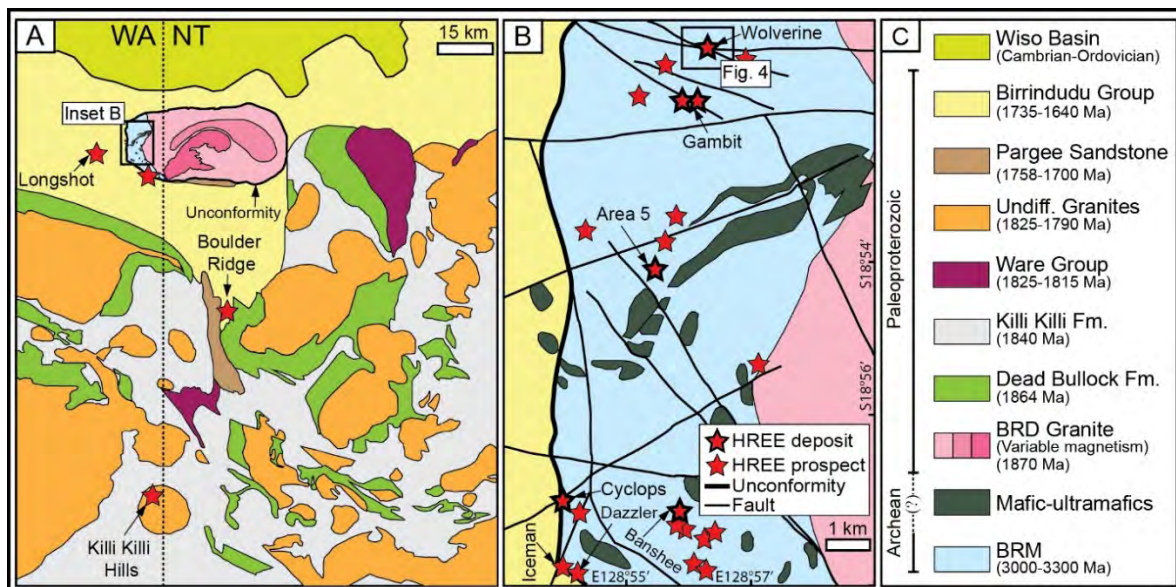 A
WA
NT
15 km
Inset B
Longshot
Unconformity
Boulder
Ridge
Killi Killi
Hills
B
Wolverine
Fig. 4
Gambit
Area 5
S18°54'
S18°56'
HREE deposit
HREE prospect
Unconformity
Fault
Cyclops
Dazzler
Banshee
Iceman
1 km
E128°55'
E128°57'
C
Paleoproterozoic
Archean
(?)
Wiso Basin
(Cambrian-Ordovician)
Birrindudu Group
(1735-1640 Ma)
Pargee Sandstone
(1758-1700 Ma)
Undiff. Granites
(1825-1790 Ma)
Ware Group
(1825-1815 Ma)
Killi Killi Fm.
(1840 Ma)
Dead Bullock Fm.
(1864 Ma)
BRD Granite
(Variable magnetism)
(1870 Ma)
Mafic-ultramafics
BRM
(3000-3300 Ma)